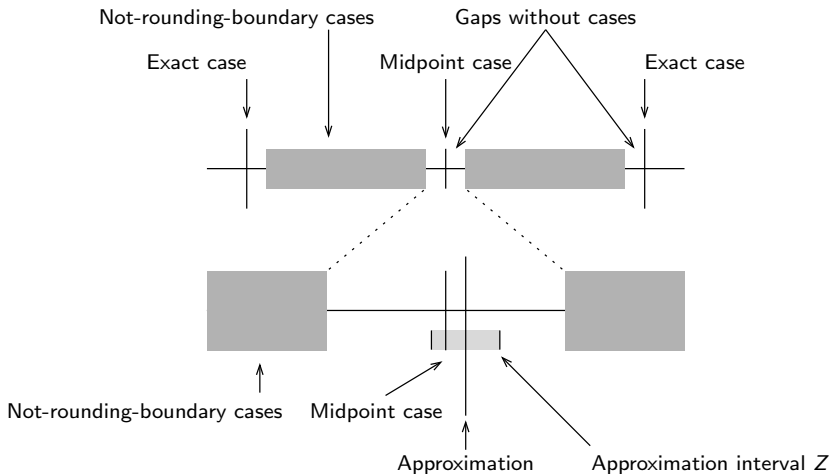 Not-rounding-boundary cases
Gaps without cases
Exact case
Midpoint case
Exact case
Not-rounding-boundary cases
Midpoint case
Approximation
Approximation interval Z